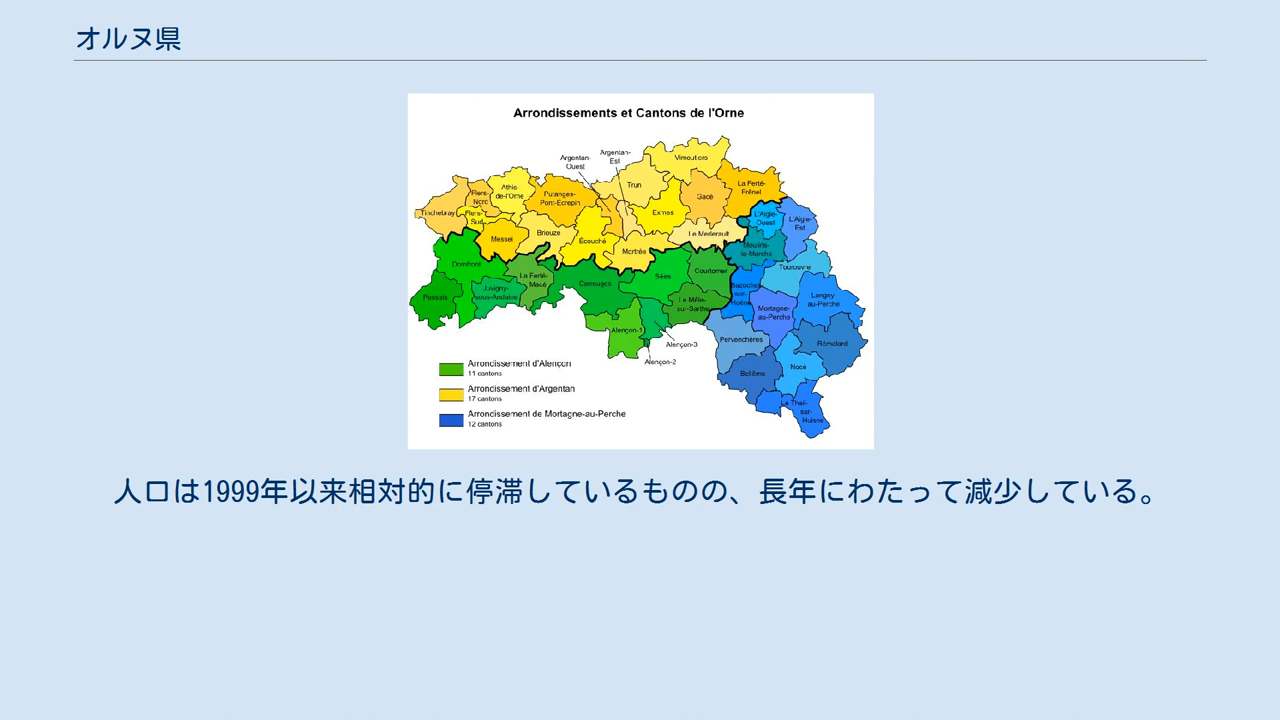 オルヌ県
Arrondissements et Cantons de l'Orne
Argentan-
Ouest
Argentan-
Est
Vimoutiers
Trun
La Ferté-
Frênel
Gacé
Athis-
de-l'Orne
Flers-
Nord
Putanges-
Pont-Ecrepin
Tinchebray
Flers-
Sud
Exmes
L'Aigle-
Ouest
L'Aigle-
Est
Briouze
Le Merlerault
Messei
Écouché
Mortrée
Moulins-
la-Marche
Domfront
La Ferté-
Macé
Sées
Courtomer
Tourouvre
Carrouges
Juvigny-
sous-Andaine
Bazoches-
sur-
Hoëne
Passais
Longny
au-Perche
Le Mêle-
sur-Sarthe
Mortagne-
au-Perche
Alençon-1
Alençon-3
Pervenchères
Rémalard
Alençon-2
Nocé
Bellême
Le Theil-
sur-
Huisne
Arrondissement d'Alençon
11 cantons
Arrondissement d'Argentan
17 cantons
Arrondissement de Mortagne-au-Perche
12 cantons
人口は1999年以来相対的に停滞しているものの、長年にわたって減少している。